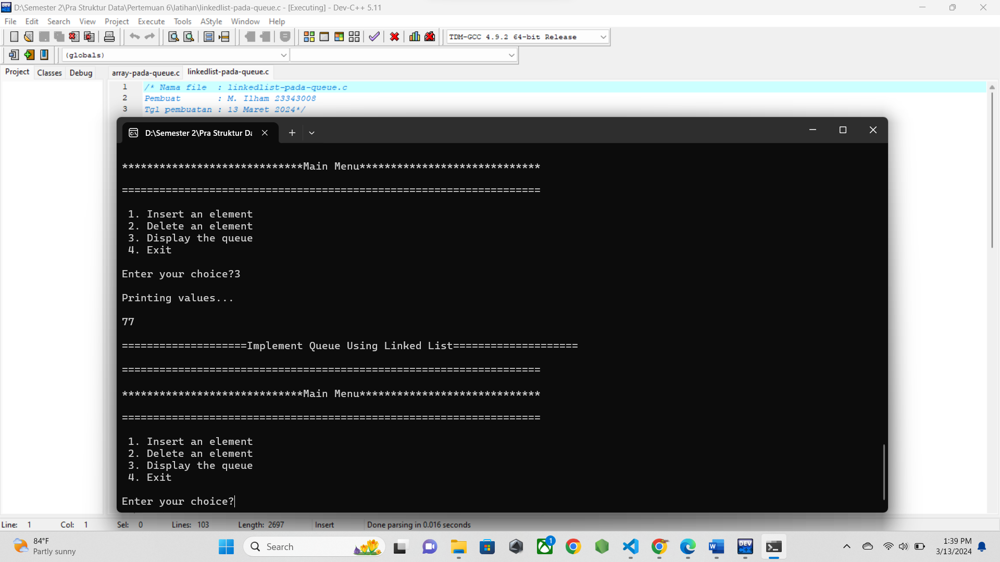 D:\Semester 2\Pra Struktur Data\Pertemuan 6\latihan\linkedlist-pada-queue.c - [Executing] - Dev-C++ 5.11
File Edit Search View Project Execute Tools AStyle Window Help
TDM-GCC 4.9.2 64-bit Release
(globals)
Project Classes Debug array-pada-queue.c linkedlist-pada-queue.c
1 /* Nama file : linkedlist-pada-queue.c
2 Pembuat : M. Ilham 23343008
3 Tgl pembuatan : 13 Maret 2024*/
D:\Semester 2\Pra Struktur Da
*****************************Main Menu*****************************
===================================================================
1. Insert an element
2. Delete an element
3. Display the queue
4. Exit
Enter your choice?3
Printing values...
77
====================Implement Queue Using Linked List====================
===================================================================
*****************************Main Menu*****************************
===================================================================
1. Insert an element
2. Delete an element
3. Display the queue
4. Exit
Enter your choice?
Line: 1 Col: 1 Sel: 0 Lines: 103 Length: 2697 Insert Done parsing in 0.016 seconds
84°F
Partly sunny
Search
DEV
1
1:39 PM
3/13/2024